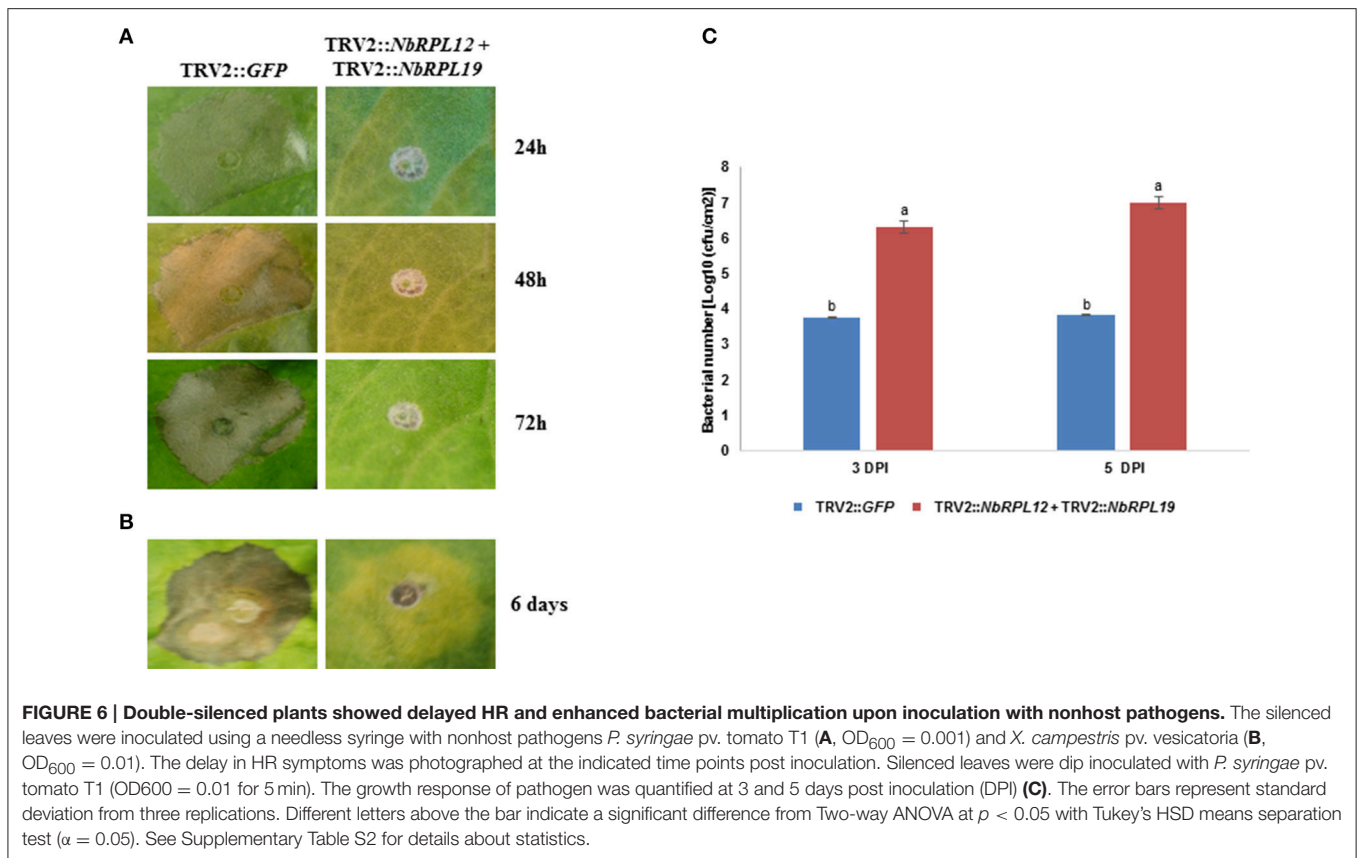 A
TRV2::GFP
TRV2::NbRPL12 +
TRV2::NbRPL19
24h
48h
72h
B
6 days
C
Bacterial number [Log10 (cfu/cm2)]
8
7
6
5
4
3
2
1
0
b
a
b
a
3 DPI
5 DPI
TRV2::GFP
TRV2::NbRPL12 + TRV2::NbRPL19
FIGURE 6 | Double-silenced plants showed delayed HR and enhanced bacterial multiplication upon inoculation with nonhost pathogens. The silenced
leaves were inoculated using a needless syringe with nonhost pathogens P. syringae pv. tomato T1 (A, OD600 = 0.001) and X. campestris pv. vesicatoria (B,
OD600 = 0.01). The delay in HR symptoms was photographed at the indicated time points post inoculation. Silenced leaves were dip inoculated with P. syringae pv.
tomato T1 (OD600 = 0.01 for 5 min). The growth response of pathogen was quantified at 3 and 5 days post inoculation (DPI) (C). The error bars represent standard
deviation from three replications. Different letters above the bar indicate a significant difference from Two-way ANOVA at p < 0.05 with Tukey's HSD means separation
test (α = 0.05). See Supplementary Table S2 for details about statistics.